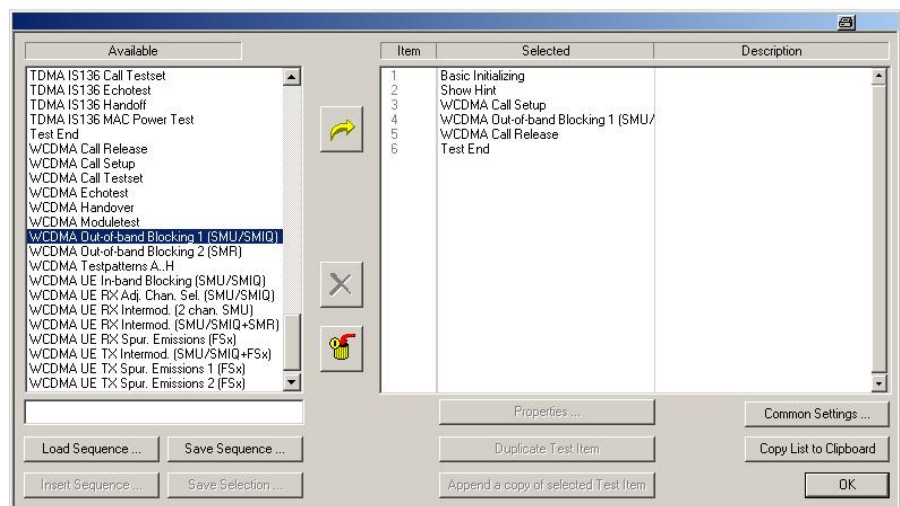 Available
TDMA IS136 Call Testset
TDMA IS136 Echotest
TDMA IS136 Handoff
TDMA IS136 MAC Power Test
Test End
WCDMA Call Release
WCDMA Call Setup
WCDMA Call Testset
WCDMA Echotest
WCDMA Handover
WCDMA Moduletest
WCDMA Out-of-band Blocking 1 (SMU/SMIQ)
WCDMA Out-of-band Blocking 2 (SMR)
WCDMA Testpatterns A..H
WCDMA UE In-band Blocking (SMU/SMIQ)
WCDMA UE RX Adj. Chan. Sel. (SMU/SMIQ)
WCDMA UE RX Intermod. (2 chan. SMU)
WCDMA UE RX Intermod. (SMU/SMIQ+SMR)
WCDMA UE RX Spur. Emissions (FSx)
WCDMA UE TX Intermod. (SMU/SMIQ+FSx)
WCDMA UE TX Spur. Emissions 1 (FSx)
WCDMA UE TX Spur. Emissions 2 (FSx)
Load Sequence ... Save Sequence ...
Insert Sequence ... Save Selection ...
Item Selected Description
1 Basic Initializing
2 Show Hint
3 WCDMA Call Setup
4 WCDMA Out-of-band Blocking 1 (SMU/
5 WCDMA Call Release
6 Test End
Properties ... Common Settings ...
Duplicate Test Item Copy List to Clipboard
Append a copy of selected Test Item OK